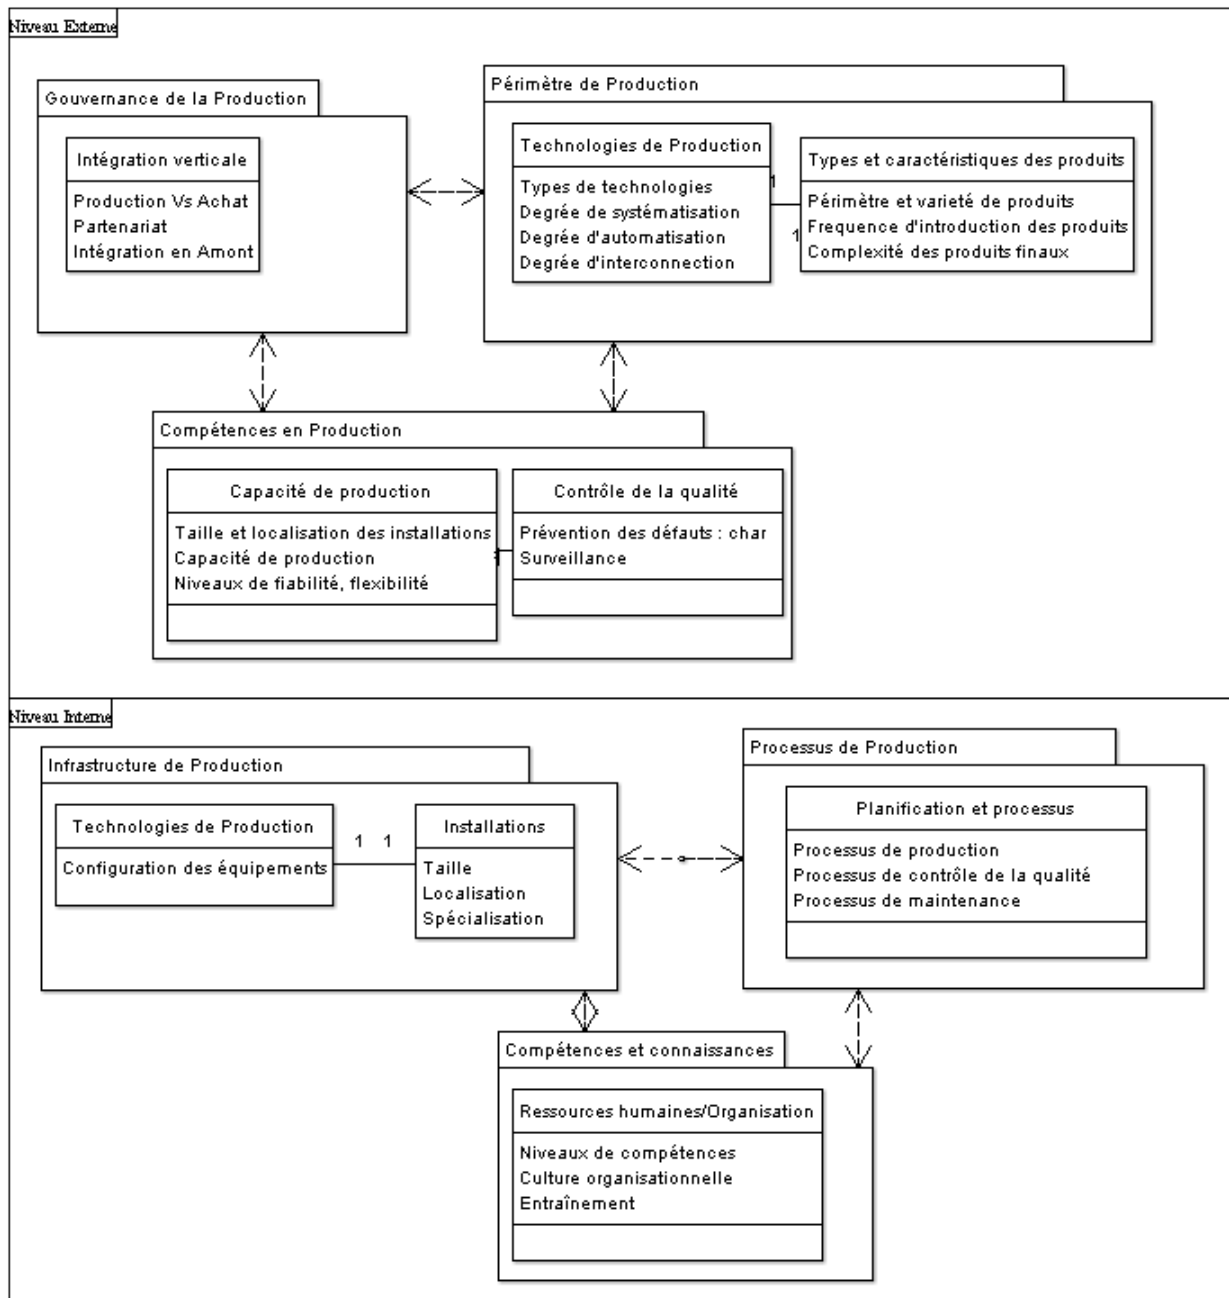 Niveau Externe
Gouvernance de la Production
Intégration verticale
Production Vs Achat
Partenariat
Intégration en Amont
Périmètre de Production
Technologies de Production
Types de technologies
Degrée de systématisation
Degrée d'automatisation
Degrée d'interconnection
1
1
Types et caractéristiques des produits
Périmètre et varieté de produits
Frequence d'introduction des produits
Complexité des produits finaux
Compétences en Production
Capacité de production
Taille et localisation des installations
Capacité de production
Niveaux de fiabilité, flexibilité
Contrôle de la qualité
Prévention des défauts : char
Surveillance
Niveau Interne
Infrastructure de Production
Technologies de Production
Configuration des équipements
1 1
Installations
Taille
Localisation
Spécialisation
Processus de Production
Planification et processus
Processus de production
Processus de contrôle de la qualité
Processus de maintenance
Compétences et connaissances
Ressources humaines/Organisation
Niveaux de compétences
Culture organisationnelle
Entraînement